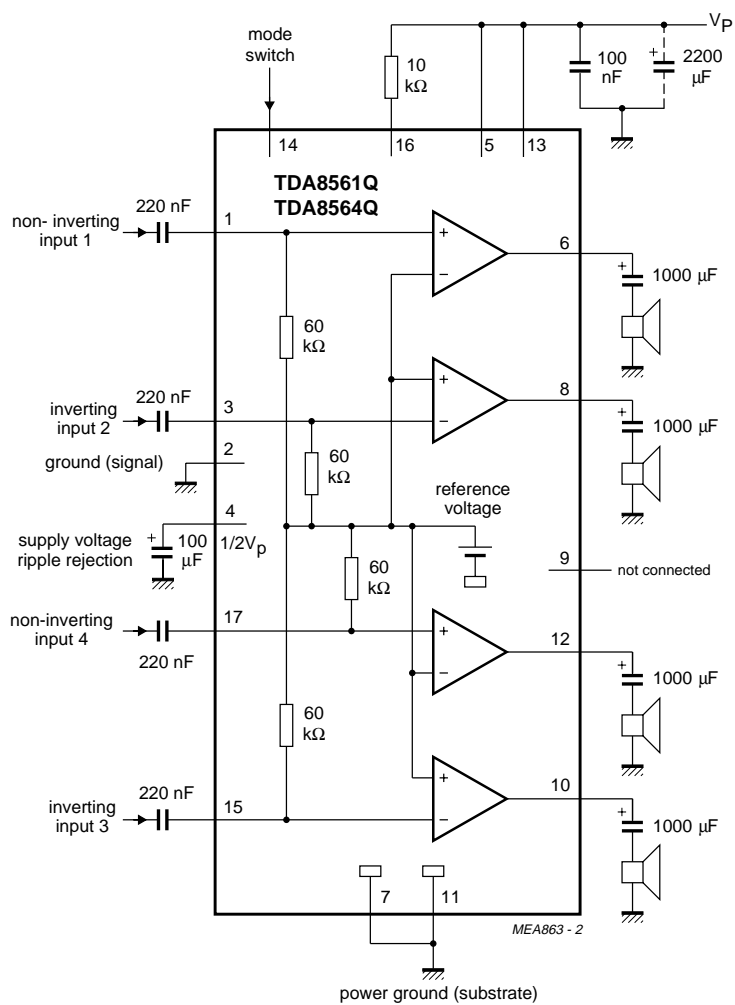 mode
switch
10
kΩ
100
nF
+
2200
μF
VP
14
16
5
13
TDA8561Q
TDA8564Q
non- inverting
input 1
220 nF
1
+
−
6
+
1000 μF
60
kΩ
inverting
input 2
220 nF
3
+
−
8
+
1000 μF
ground (signal)
2
60
kΩ
reference
voltage
supply voltage
ripple rejection
+
100
μF
4
1/2Vp
60
kΩ
9
not connected
non-inverting
input 4
220 nF
17
+
−
12
+
1000 μF
60
kΩ
inverting
input 3
220 nF
15
+
−
10
+
1000 μF
7
11
MEA863 - 2
power ground (substrate)